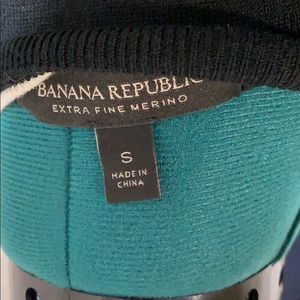 BANANA REPUBLIC
EXTRA FINE MERINO
S
MADE IN
CHINA